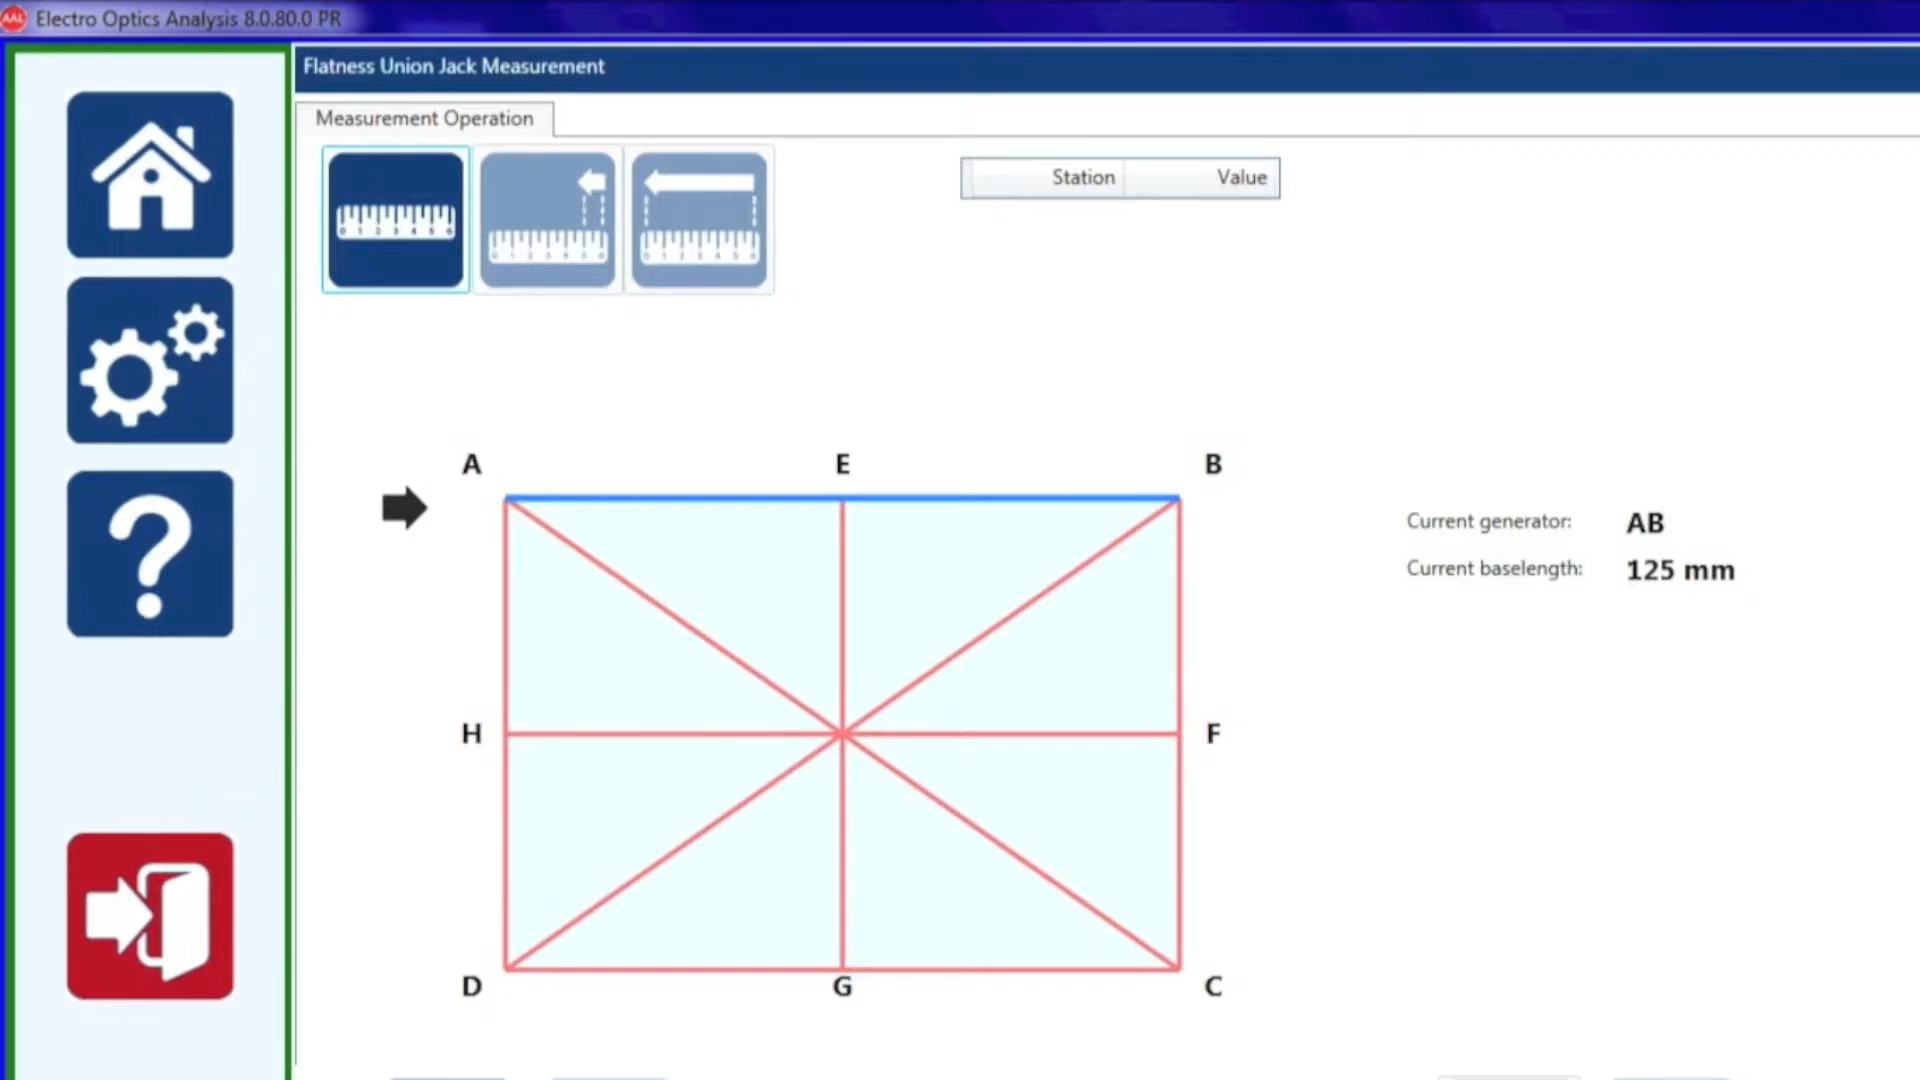 AAL Electro Optics Analysis 8.0.80.0 PR
Flatness Union Jack Measurement
Measurement Operation
Station Value
A E B
Current generator: AB
Current baselength: 125 mm
H F
D G C